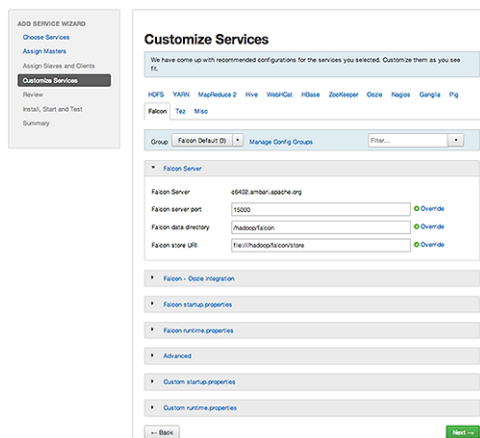 ADD SERVICE WIZARD
Choose Services
Assign Masters
Assign Slaves and Clients
Customize Services
Review
Install, Start and Test
Summary
Customize Services
We have come up with recommended configurations for the services you selected. Customize them as you see
fit.
HDFS YARN MapReduce 2 Hive WebHCat HBase ZooKeeper Oozie Nagios Ganglia Pig
Falcon Tez Misc
Group Falcon Default (0) Manage Config Groups Filter...
Falcon Server
Falcon Server c6402.ambari.apache.org
Falcon server port 15000 Override
Falcon data directory /hadoop/falcon Override
Falcon store URI file:///hadoop/falcon/store Override
Falcon - Oozie integration
Falcon startup.properties
Falcon runtime.properties
Advanced
Custom startup.properties
Custom runtime.properties
← Back Next →